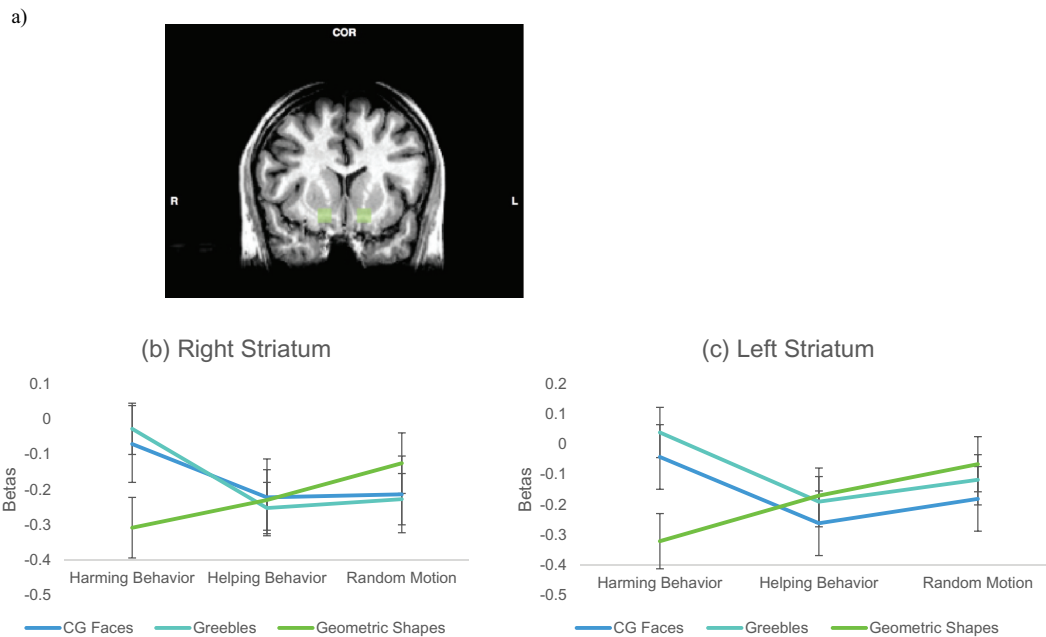 a)
COR
R
L
(b) Right Striatum
0.1
0
-0.1
-0.2
-0.3
-0.4
-0.5
Betas
Harming Behavior Helping Behavior Random Motion
CG Faces Greebles Geometric Shapes
(c) Left Striatum
0.2
0.1
0
-0.1
-0.2
-0.3
-0.4
-0.5
Betas
Harming Behavior Helping Behavior Random Motion
CG Faces Greebles Geometric Shapes